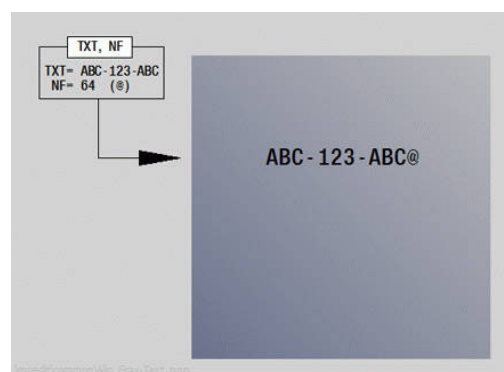 TXT, NF
TXT= ABC-123-ABC
NF= 64 (@)
ABC-123-ABC@